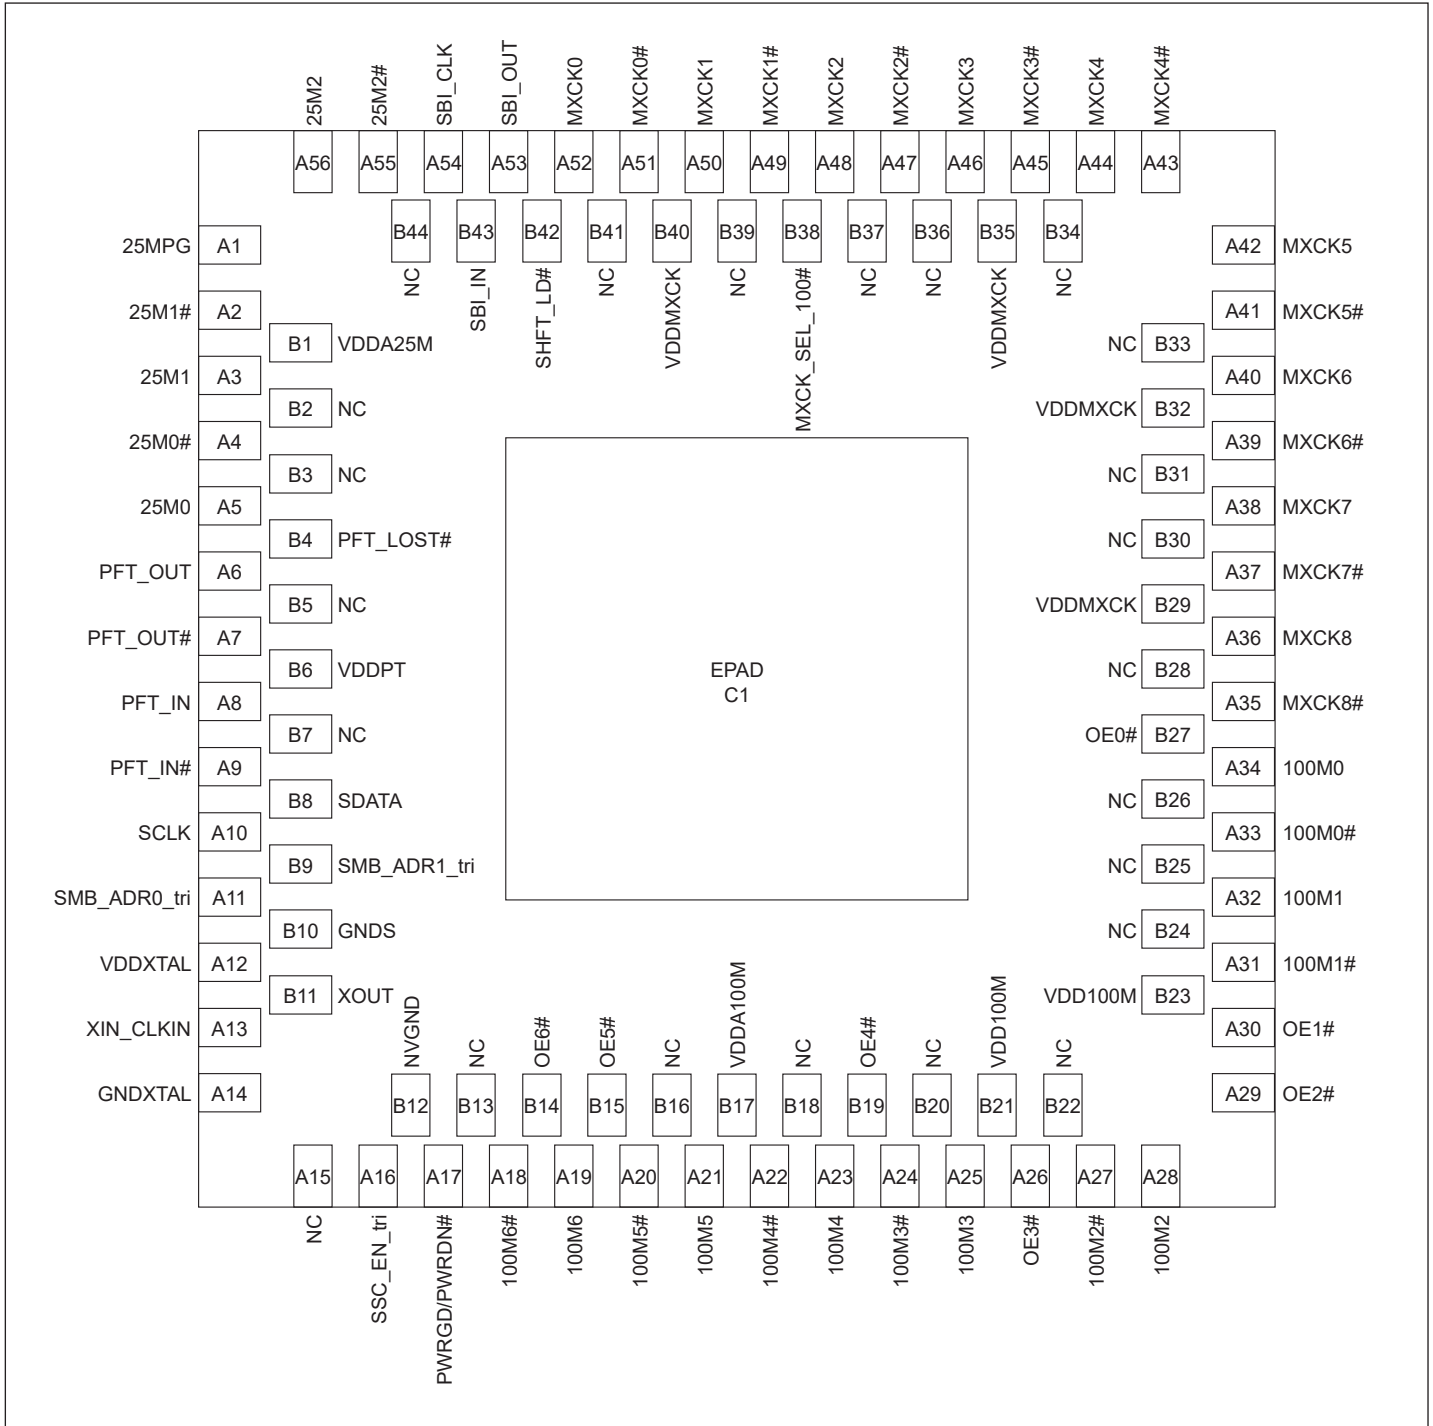 25M2
25M2#
SBI_CLK
SBI_OUT
MXCK0
MXCK0#
MXCK1
MXCK1#
MXCK2
MXCK2#
MXCK3
MXCK3#
MXCK4
MXCK4#
A56
A55
A54
A53
A52
A51
A50
A49
A48
A47
A46
A45
A44
A43
B44
B43
B42
B41
B40
B39
B38
B37
B36
B35
B34
NC
SBI_IN
SHFT_LD#
NC
VDDMXCK
NC
MXCK_SEL_100#
NC
NC
VDDMXCK
NC
25MPG A1
25M1# A2
25M1 A3
25M0# A4
25M0 A5
PFT_OUT A6
PFT_OUT# A7
PFT_IN A8
PFT_IN# A9
SCLK A10
SMB_ADR0_tri A11
VDDXTAL A12
XIN_CLKIN A13
GNDXTAL A14
B1 VDDA25M
B2 NC
B3 NC
B4 PFT_LOST#
B5 NC
B6 VDDPT
B7 NC
B8 SDATA
B9 SMB_ADR1_tri
B10 GNDS
B11 XOUT
EPAD
C1
NC B33
VDDMXCK B32
NC B31
NC B30
VDDMXCK B29
NC B28
OE0# B27
NC B26
NC B25
NC B24
VDD100M B23
A42 MXCK5
A41 MXCK5#
A40 MXCK6
A39 MXCK6#
A38 MXCK7
A37 MXCK7#
A36 MXCK8
A35 MXCK8#
A34 100M0
A33 100M0#
A32 100M1
A31 100M1#
A30 OE1#
A29 OE2#
NVGND
NC
OE6#
OE5#
NC
VDDA100M
NC
OE4#
NC
VDD100M
NC
B12
B13
B14
B15
B16
B17
B18
B19
B20
B21
B22
A15
A16
A17
A18
A19
A20
A21
A22
A23
A24
A25
A26
A27
A28
NC
SSC_EN_tri
PWRGD/PWRDN#
100M6#
100M6
100M5#
100M5
100M4#
100M4
100M3#
100M3
OE3#
100M2#
100M2